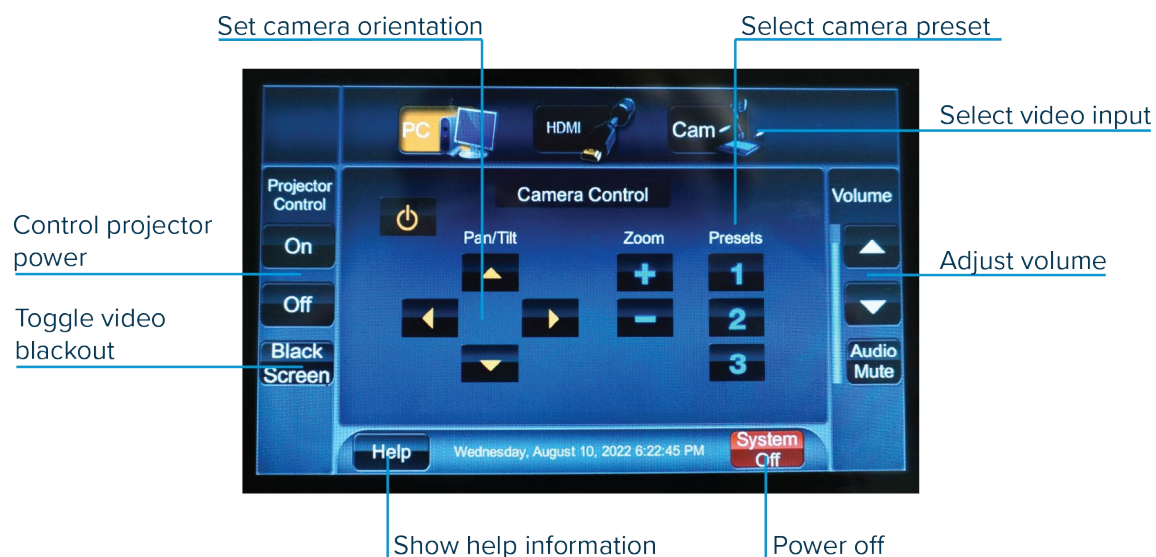 Set camera orientation
Select camera preset
PC
HDMI
Cam
Select video input
Projector
Control
Camera Control
Volume
Control projector
power
On
Pan/Tilt
Zoom
Presets
1
Adjust volume
Off
2
Toggle video
blackout
Black
Screen
3
Audio
Mute
Help
Wednesday, August 10, 2022 6:22:45 PM
System
Off
Show help information
Power off